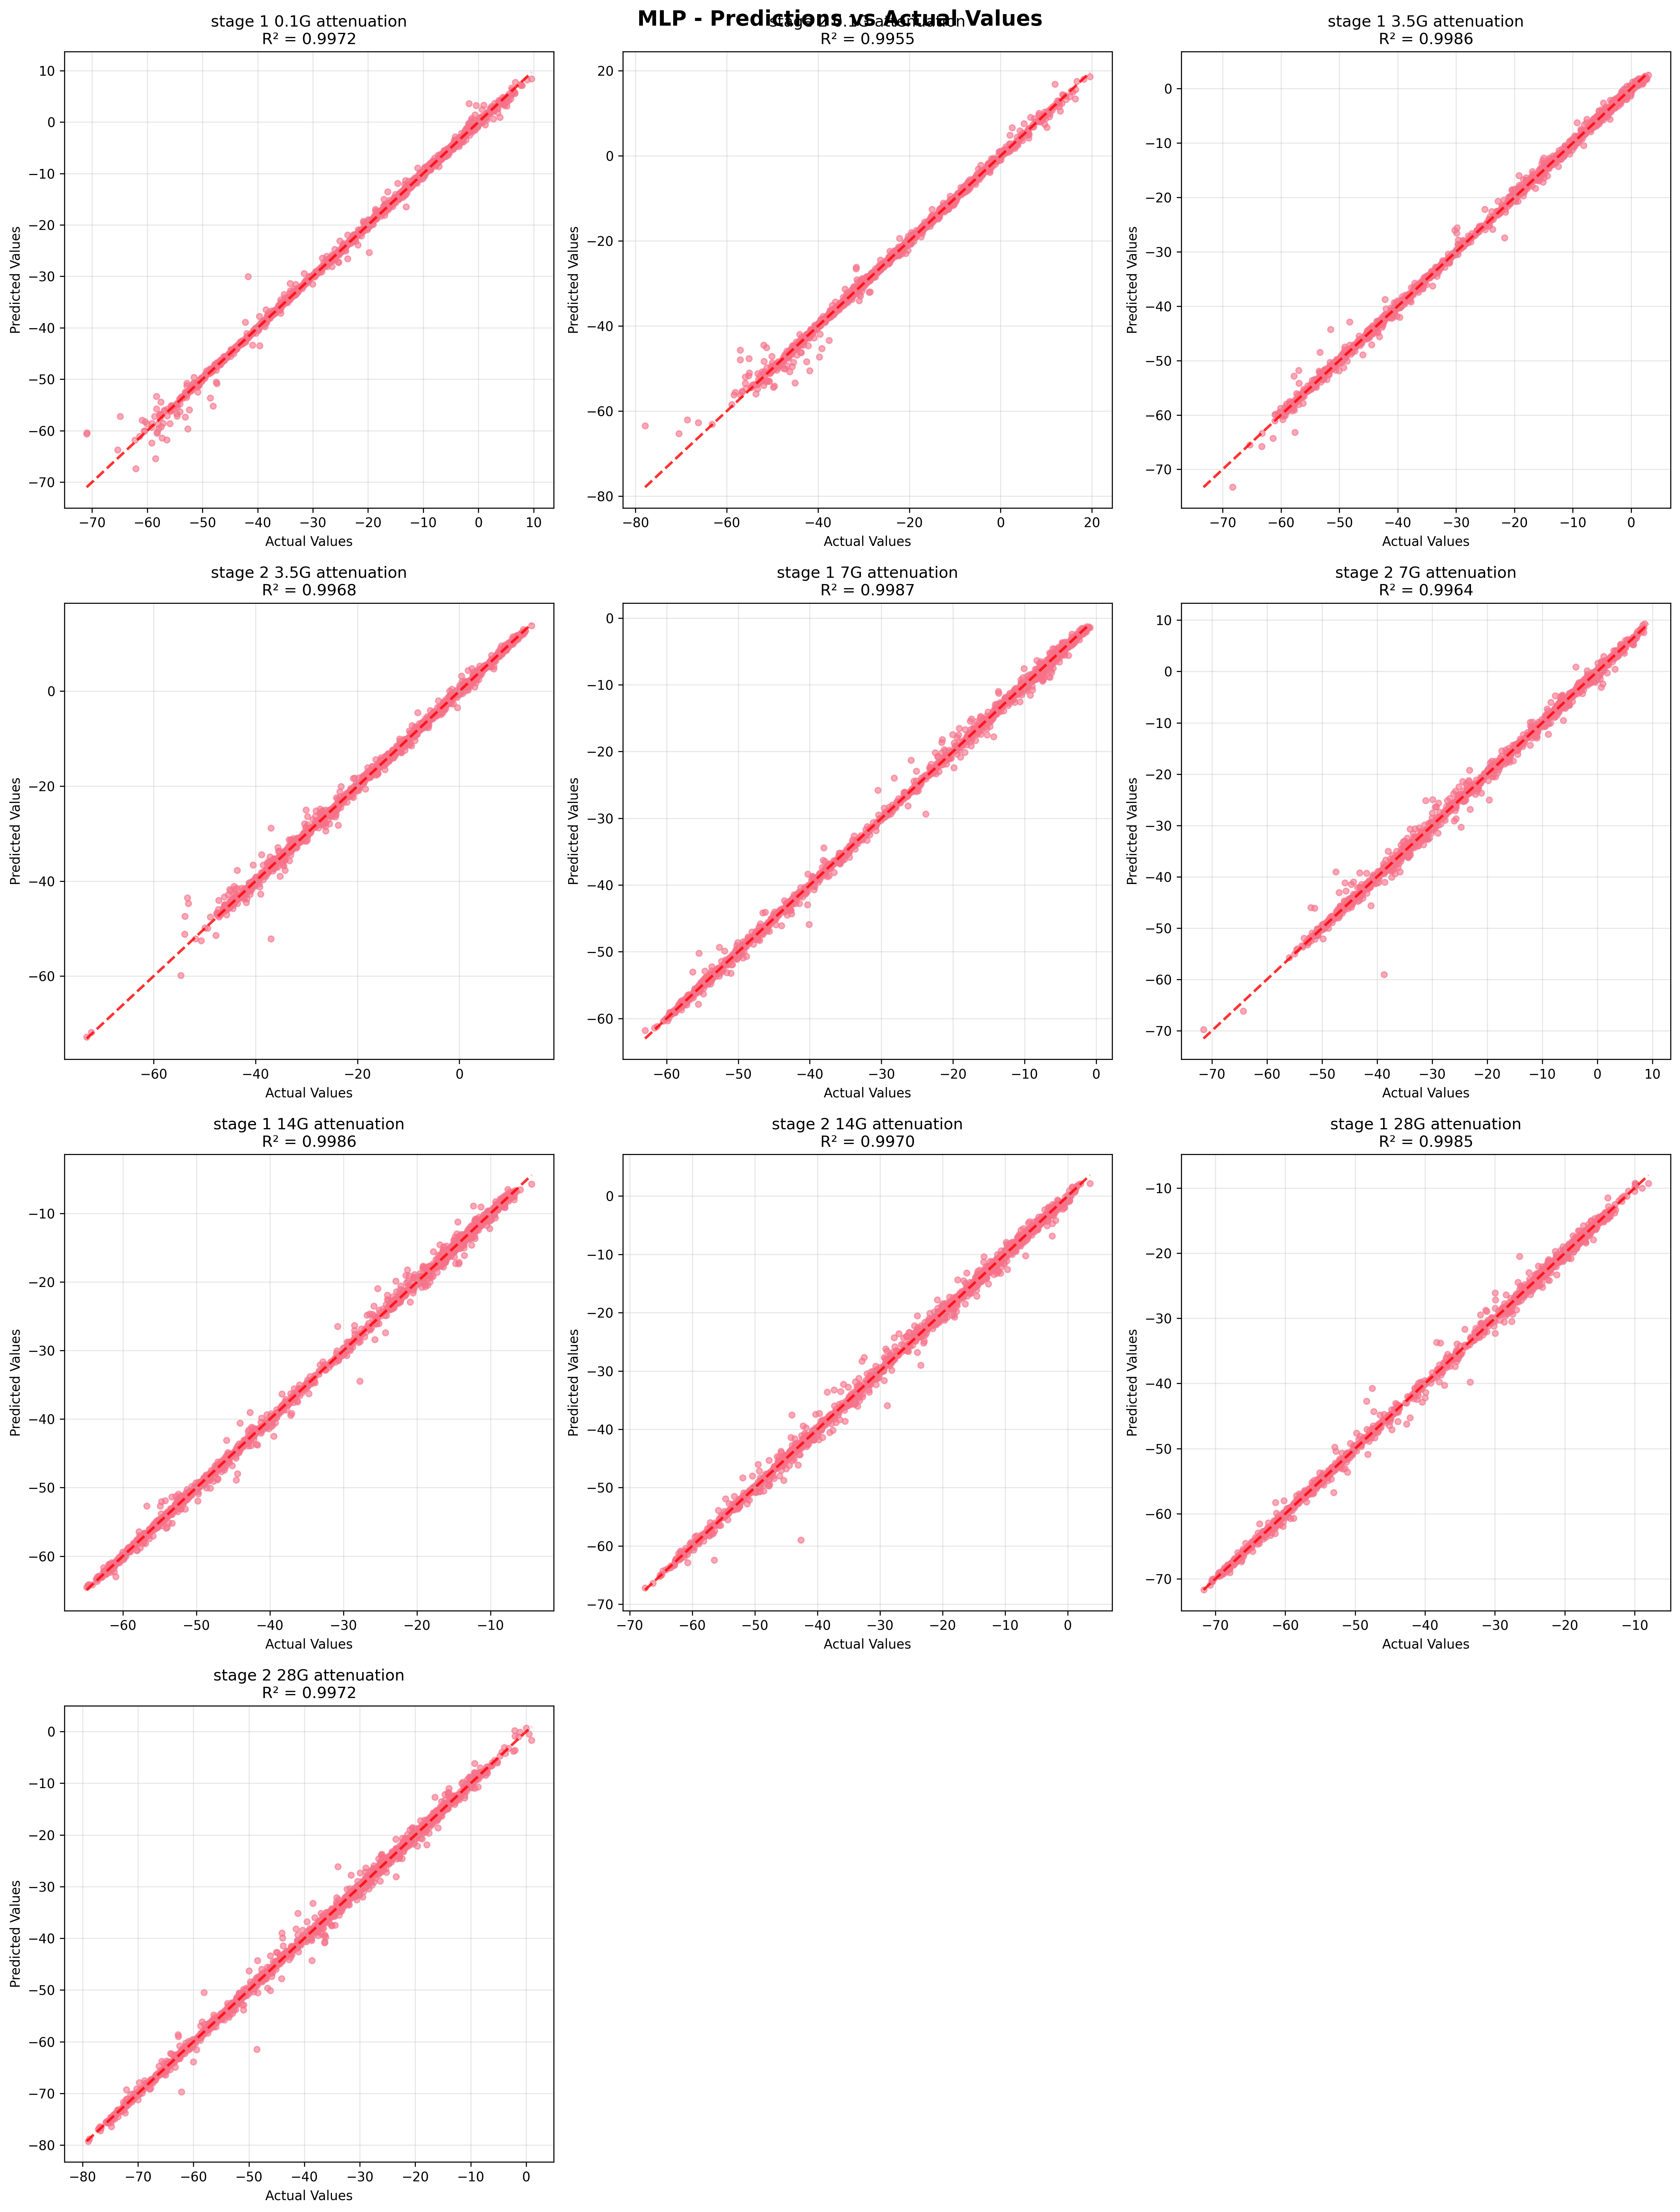 MLP - Predictions vs Actual Values
stage 1 0.1G attenuation
R² = 0.9972
10
0
−10
−20
−30
−40
−50
−60
−70
Predicted Values
−70 −60 −50 −40 −30 −20 −10 0 10
Actual Values
stage 2 0.1G attenuation
R² = 0.9955
20
0
−20
−40
−60
−80
Predicted Values
−80 −60 −40 −20 0 20
Actual Values
stage 1 3.5G attenuation
R² = 0.9986
0
−10
−20
−30
−40
−50
−60
−70
Predicted Values
−70 −60 −50 −40 −30 −20 −10 0
Actual Values
stage 2 3.5G attenuation
R² = 0.9968
0
−20
−40
−60
Predicted Values
−60 −40 −20 0
Actual Values
stage 1 7G attenuation
R² = 0.9987
0
−10
−20
−30
−40
−50
−60
Predicted Values
−60 −50 −40 −30 −20 −10 0
Actual Values
stage 2 7G attenuation
R² = 0.9964
10
0
−10
−20
−30
−40
−50
−60
−70
Predicted Values
−70 −60 −50 −40 −30 −20 −10 0 10
Actual Values
stage 1 14G attenuation
R² = 0.9986
−10
−20
−30
−40
−50
−60
Predicted Values
−60 −50 −40 −30 −20 −10
Actual Values
stage 2 14G attenuation
R² = 0.9970
0
−10
−20
−30
−40
−50
−60
−70
Predicted Values
−70 −60 −50 −40 −30 −20 −10 0
Actual Values
stage 1 28G attenuation
R² = 0.9985
−10
−20
−30
−40
−50
−60
−70
Predicted Values
−70 −60 −50 −40 −30 −20 −10
Actual Values
stage 2 28G attenuation
R² = 0.9972
0
−10
−20
−30
−40
−50
−60
−70
−80
Predicted Values
−80 −70 −60 −50 −40 −30 −20 −10 0
Actual Values